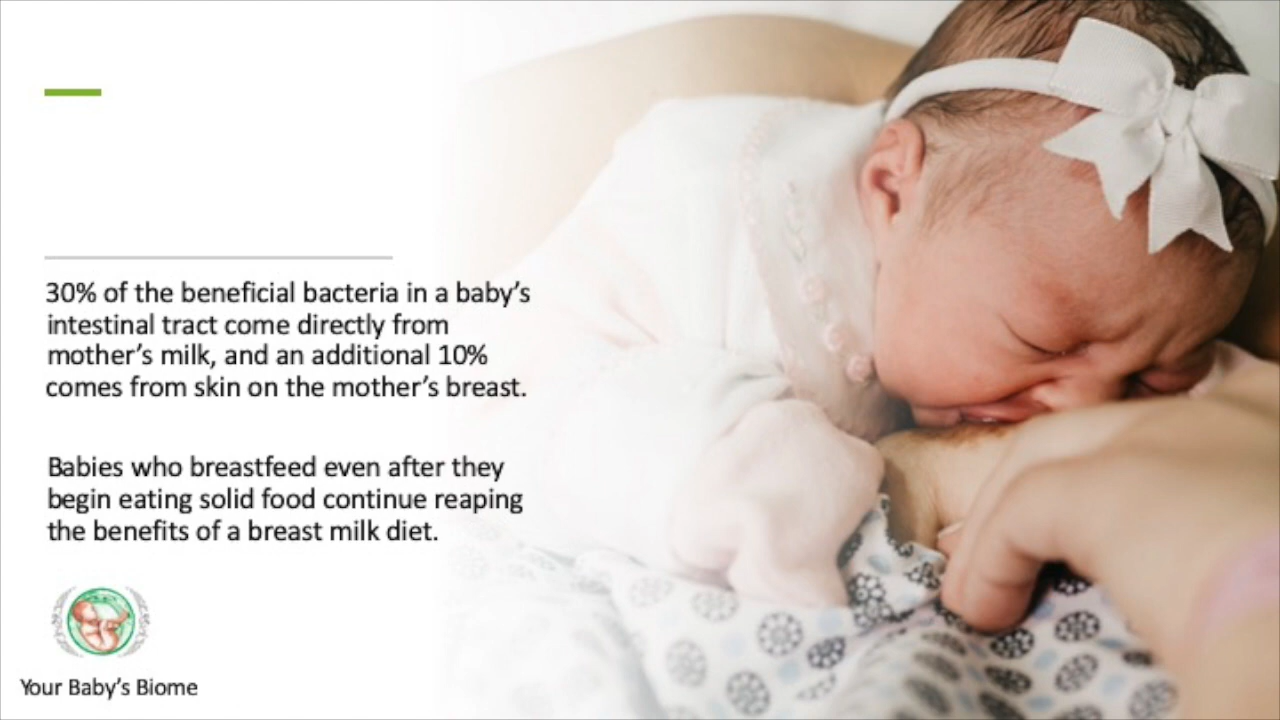 30% of the beneficial bacteria in a baby’s
intestinal tract come directly from
mother’s milk, and an additional 10%
comes from skin on the mother’s breast.
Babies who breastfeed even after they
begin eating solid food continue reaping
the benefits of a breast milk diet.
Your Baby’s Biome